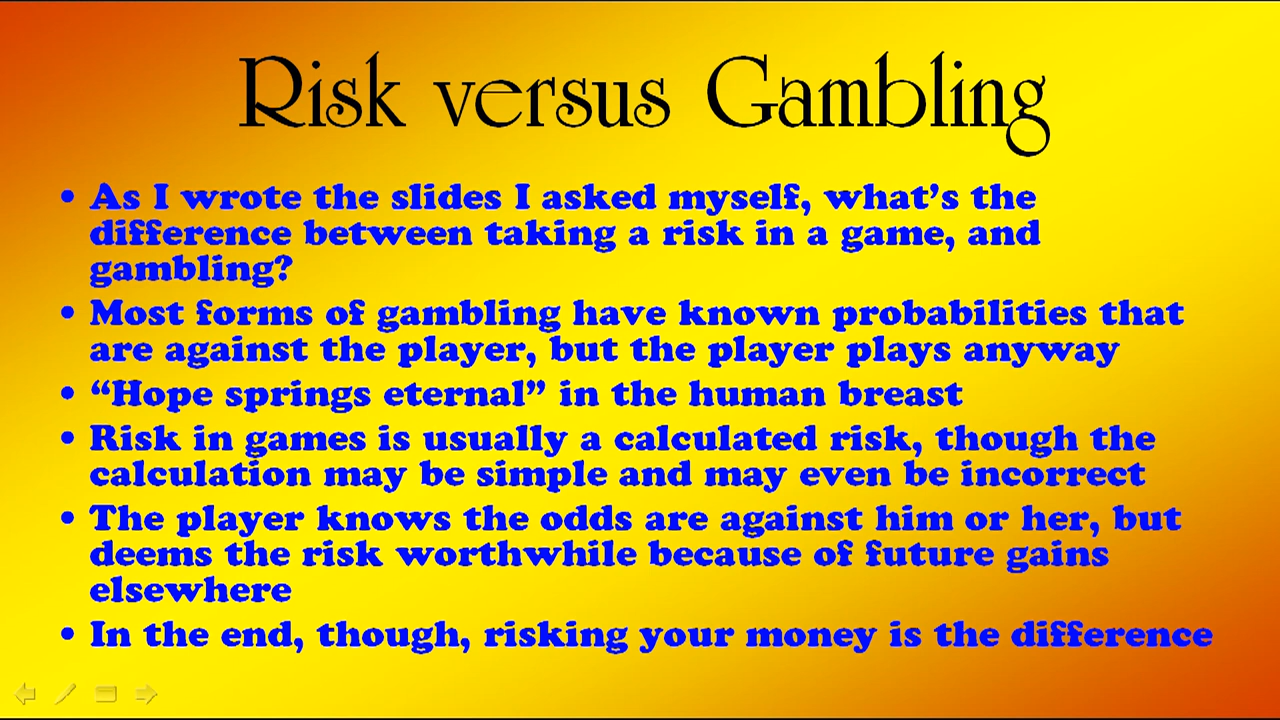 Risk versus Gambling
• As I wrote the slides I asked myself, what’s the
difference between taking a risk in a game, and
gambling?
• Most forms of gambling have known probabilities that
are against the player, but the player plays anyway
• “Hope springs eternal” in the human breast
• Risk in games is usually a calculated risk, though the
calculation may be simple and may even be incorrect
• The player knows the odds are against him or her, but
deems the risk worthwhile because of future gains
elsewhere
• In the end, though, risking your money is the difference